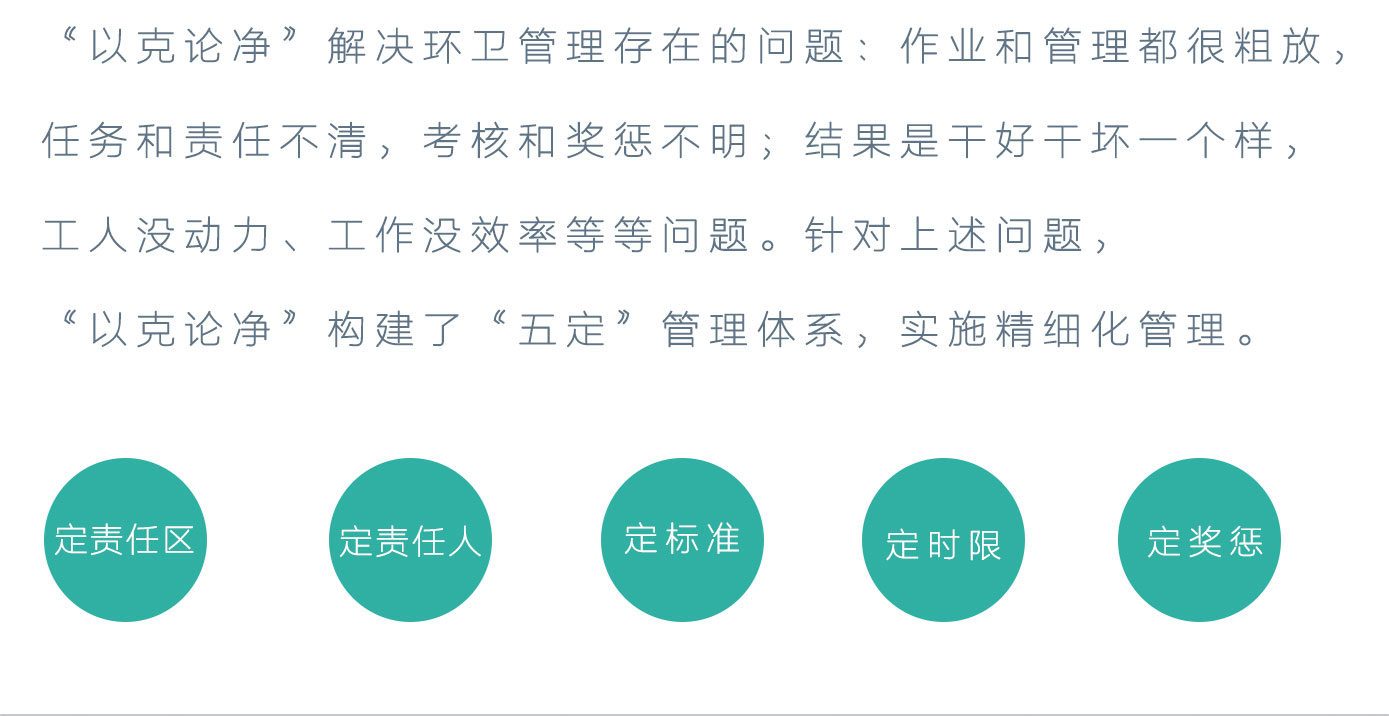 “以克论净”解决环卫管理存在的问题：作业和管理都很粗放，
任务和责任不清，考核和奖惩不明；结果是干好干坏一个样，
工人没动力、工作没效率等等问题。针对上述问题，
“以克论净”构建了“五定”管理体系，实施精细化管理。
定责任区
定责任人
定标准
定时限
定奖惩